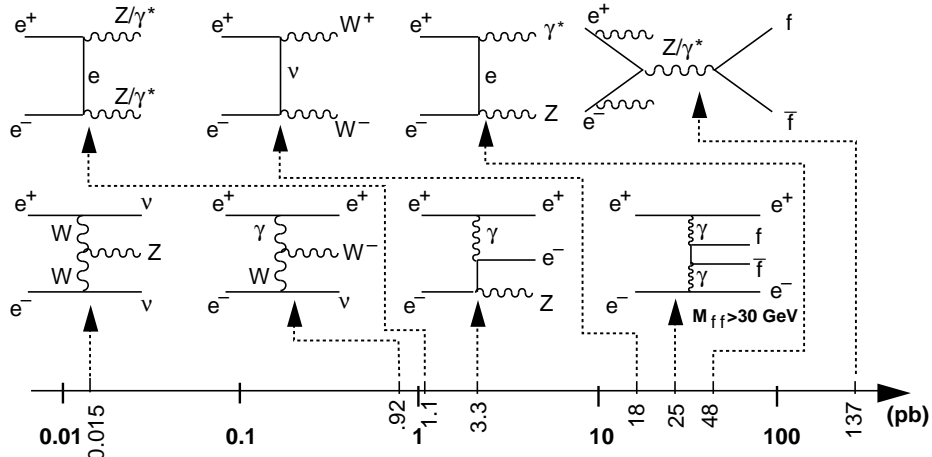 e+ Z/γ* e+ W+ e+ γ* e+ Z/γ* f
e ν e
Z/γ*
e− e− W− e− Z e− f̅
e+ ν e+ e+ e+ e− e+ e+
W γ γ γ f
Z W− e− f̅
W W γ
e− ν e− ν e− Z e− e−
M f f >30 GeV
0.015 .92 1.1 3.3 18 25 48 137 (pb)
0.01 0.1 1 10 100